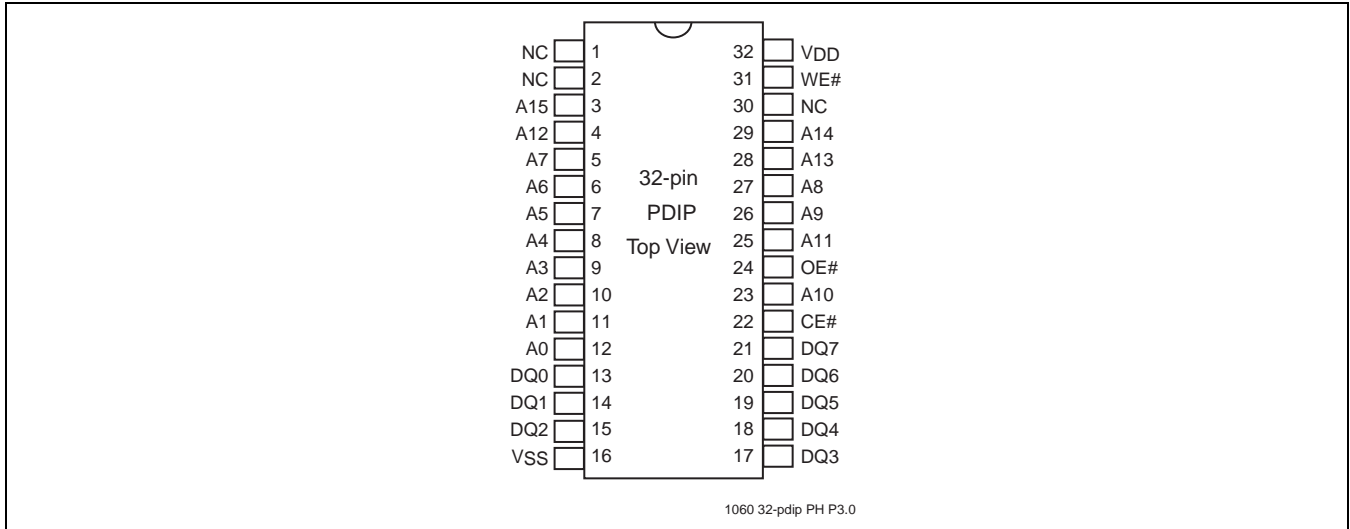 NC 1 32 VDD
NC 2 31 WE#
A15 3 30 NC
A12 4 29 A14
A7 5 28 A13
A6 6 27 A8
A5 7 26 A9
A4 8 25 A11
A3 9 24 OE#
A2 10 23 A10
A1 11 22 CE#
A0 12 21 DQ7
DQ0 13 20 DQ6
DQ1 14 19 DQ5
DQ2 15 18 DQ4
VSS 16 17 DQ3
32-pin
PDIP
Top View
1060 32-pdip PH P3.0